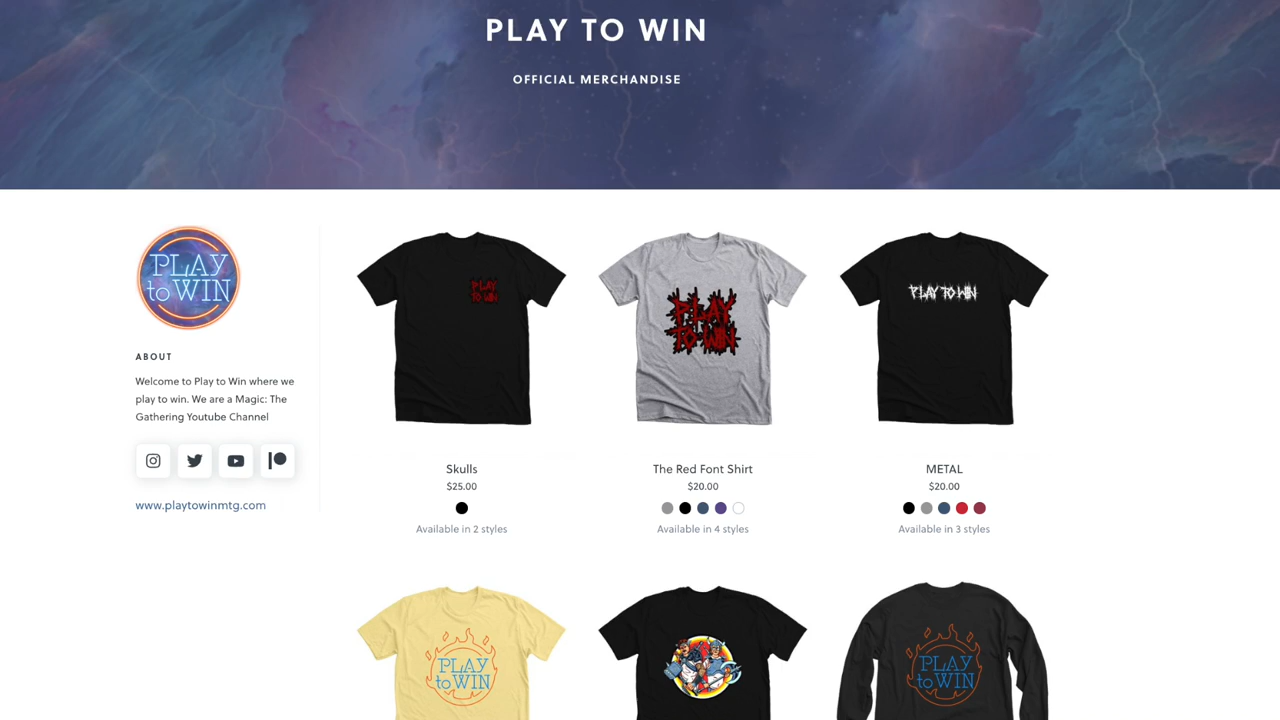 PLAY TO WIN
OFFICIAL MERCHANDISE
PLAY
to WIN
ABOUT
Welcome to Play to Win where we
play to win. We are a Magic: The
Gathering Youtube Channel
www.playtowinmtg.com
PLAY
TO WIN
Skulls
$25.00
Available in 2 styles
PLAY
TO WIN
The Red Font Shirt
$20.00
Available in 4 styles
PLAY TO WIN
METAL
$20.00
Available in 3 styles
PLAY
to WIN
PLAY
to WIN